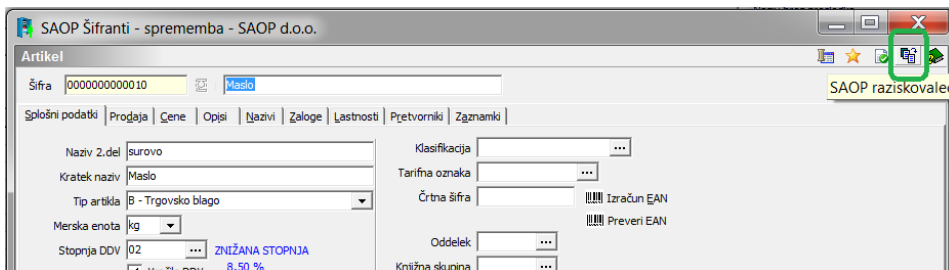 SAOP Šifranti - sprememba - SAOP d.o.o.
Artikel
Šifra 0000000000010 Maslo
SAOP raziskovalec
Splošni podatki Prodaja Cene Opisi Nazivi Zaloge Lastnosti Pretvorniki Zaznamki
Naziv 2.del surovo
Klasifikacija ...
Kratek naziv Maslo
Tarifna oznaka ...
Tip artikla B - Trgovsko blago
Črtna šifra
Izračun EAN
Merska enota kg
Preveri EAN
Stopnja DDV 02 ... ZNIŽANA STOPNJA
Oddelek ...
8,50 %
Knjižna skupina ...